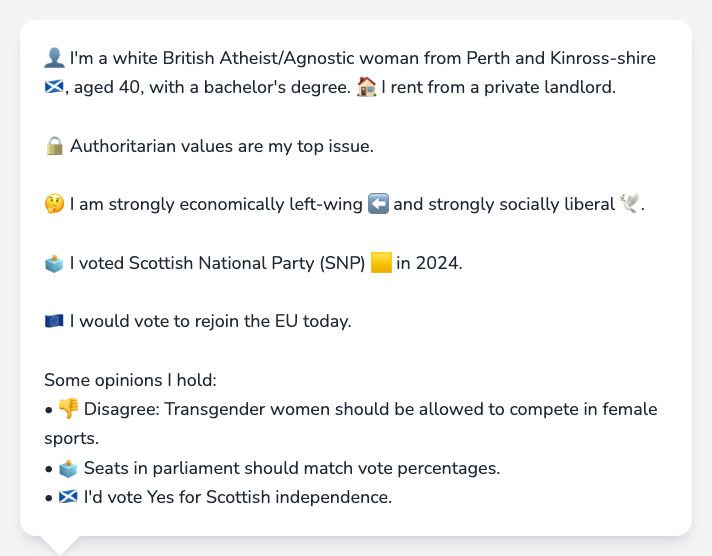 👤 I'm a white British Atheist/Agnostic woman from Perth and Kinross-shire
🏴󠁧󠁢󠁳󠁣󠁴󠁿, aged 40, with a bachelor's degree. 🏠 I rent from a private landlord.
🔒 Authoritarian values are my top issue.
🤔 I am strongly economically left-wing ⬅️ and strongly socially liberal 🕊️.
🗳️ I voted Scottish National Party (SNP) 🟨 in 2024.
🇪🇺 I would vote to rejoin the EU today.
Some opinions I hold:
• 👎 Disagree: Transgender women should be allowed to compete in female
sports.
• 🗳️ Seats in parliament should match vote percentages.
• 🏴󠁧󠁢󠁳󠁣󠁴󠁿 I'd vote Yes for Scottish independence.